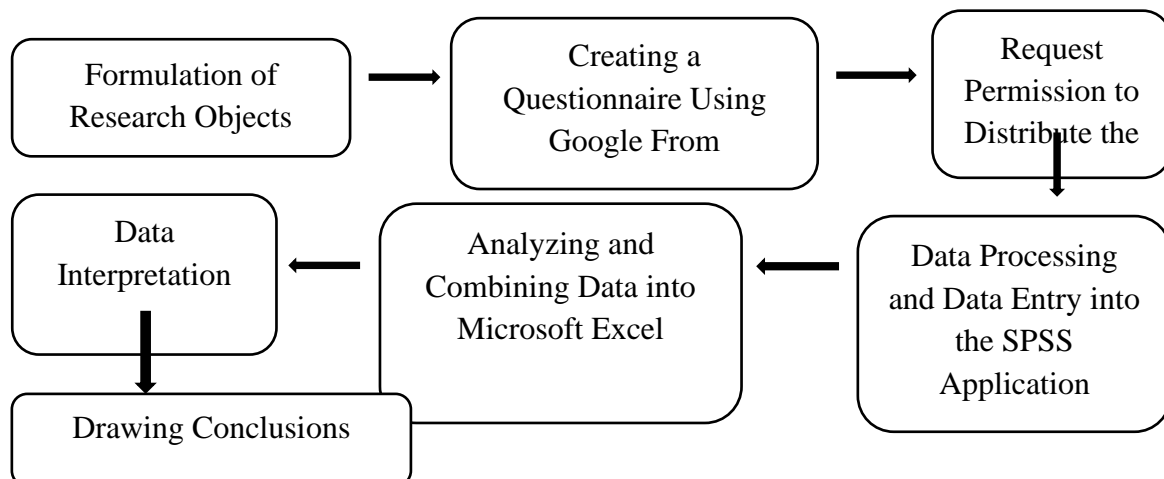 Formulation of
Research Objects
Creating a
Questionnaire Using
Google From
Request
Permission to
Distribute the
Data Processing
and Data Entry into
the SPSS
Application
Analyzing and
Combining Data into
Microsoft Excel
Data
Interpretation
Drawing Conclusions